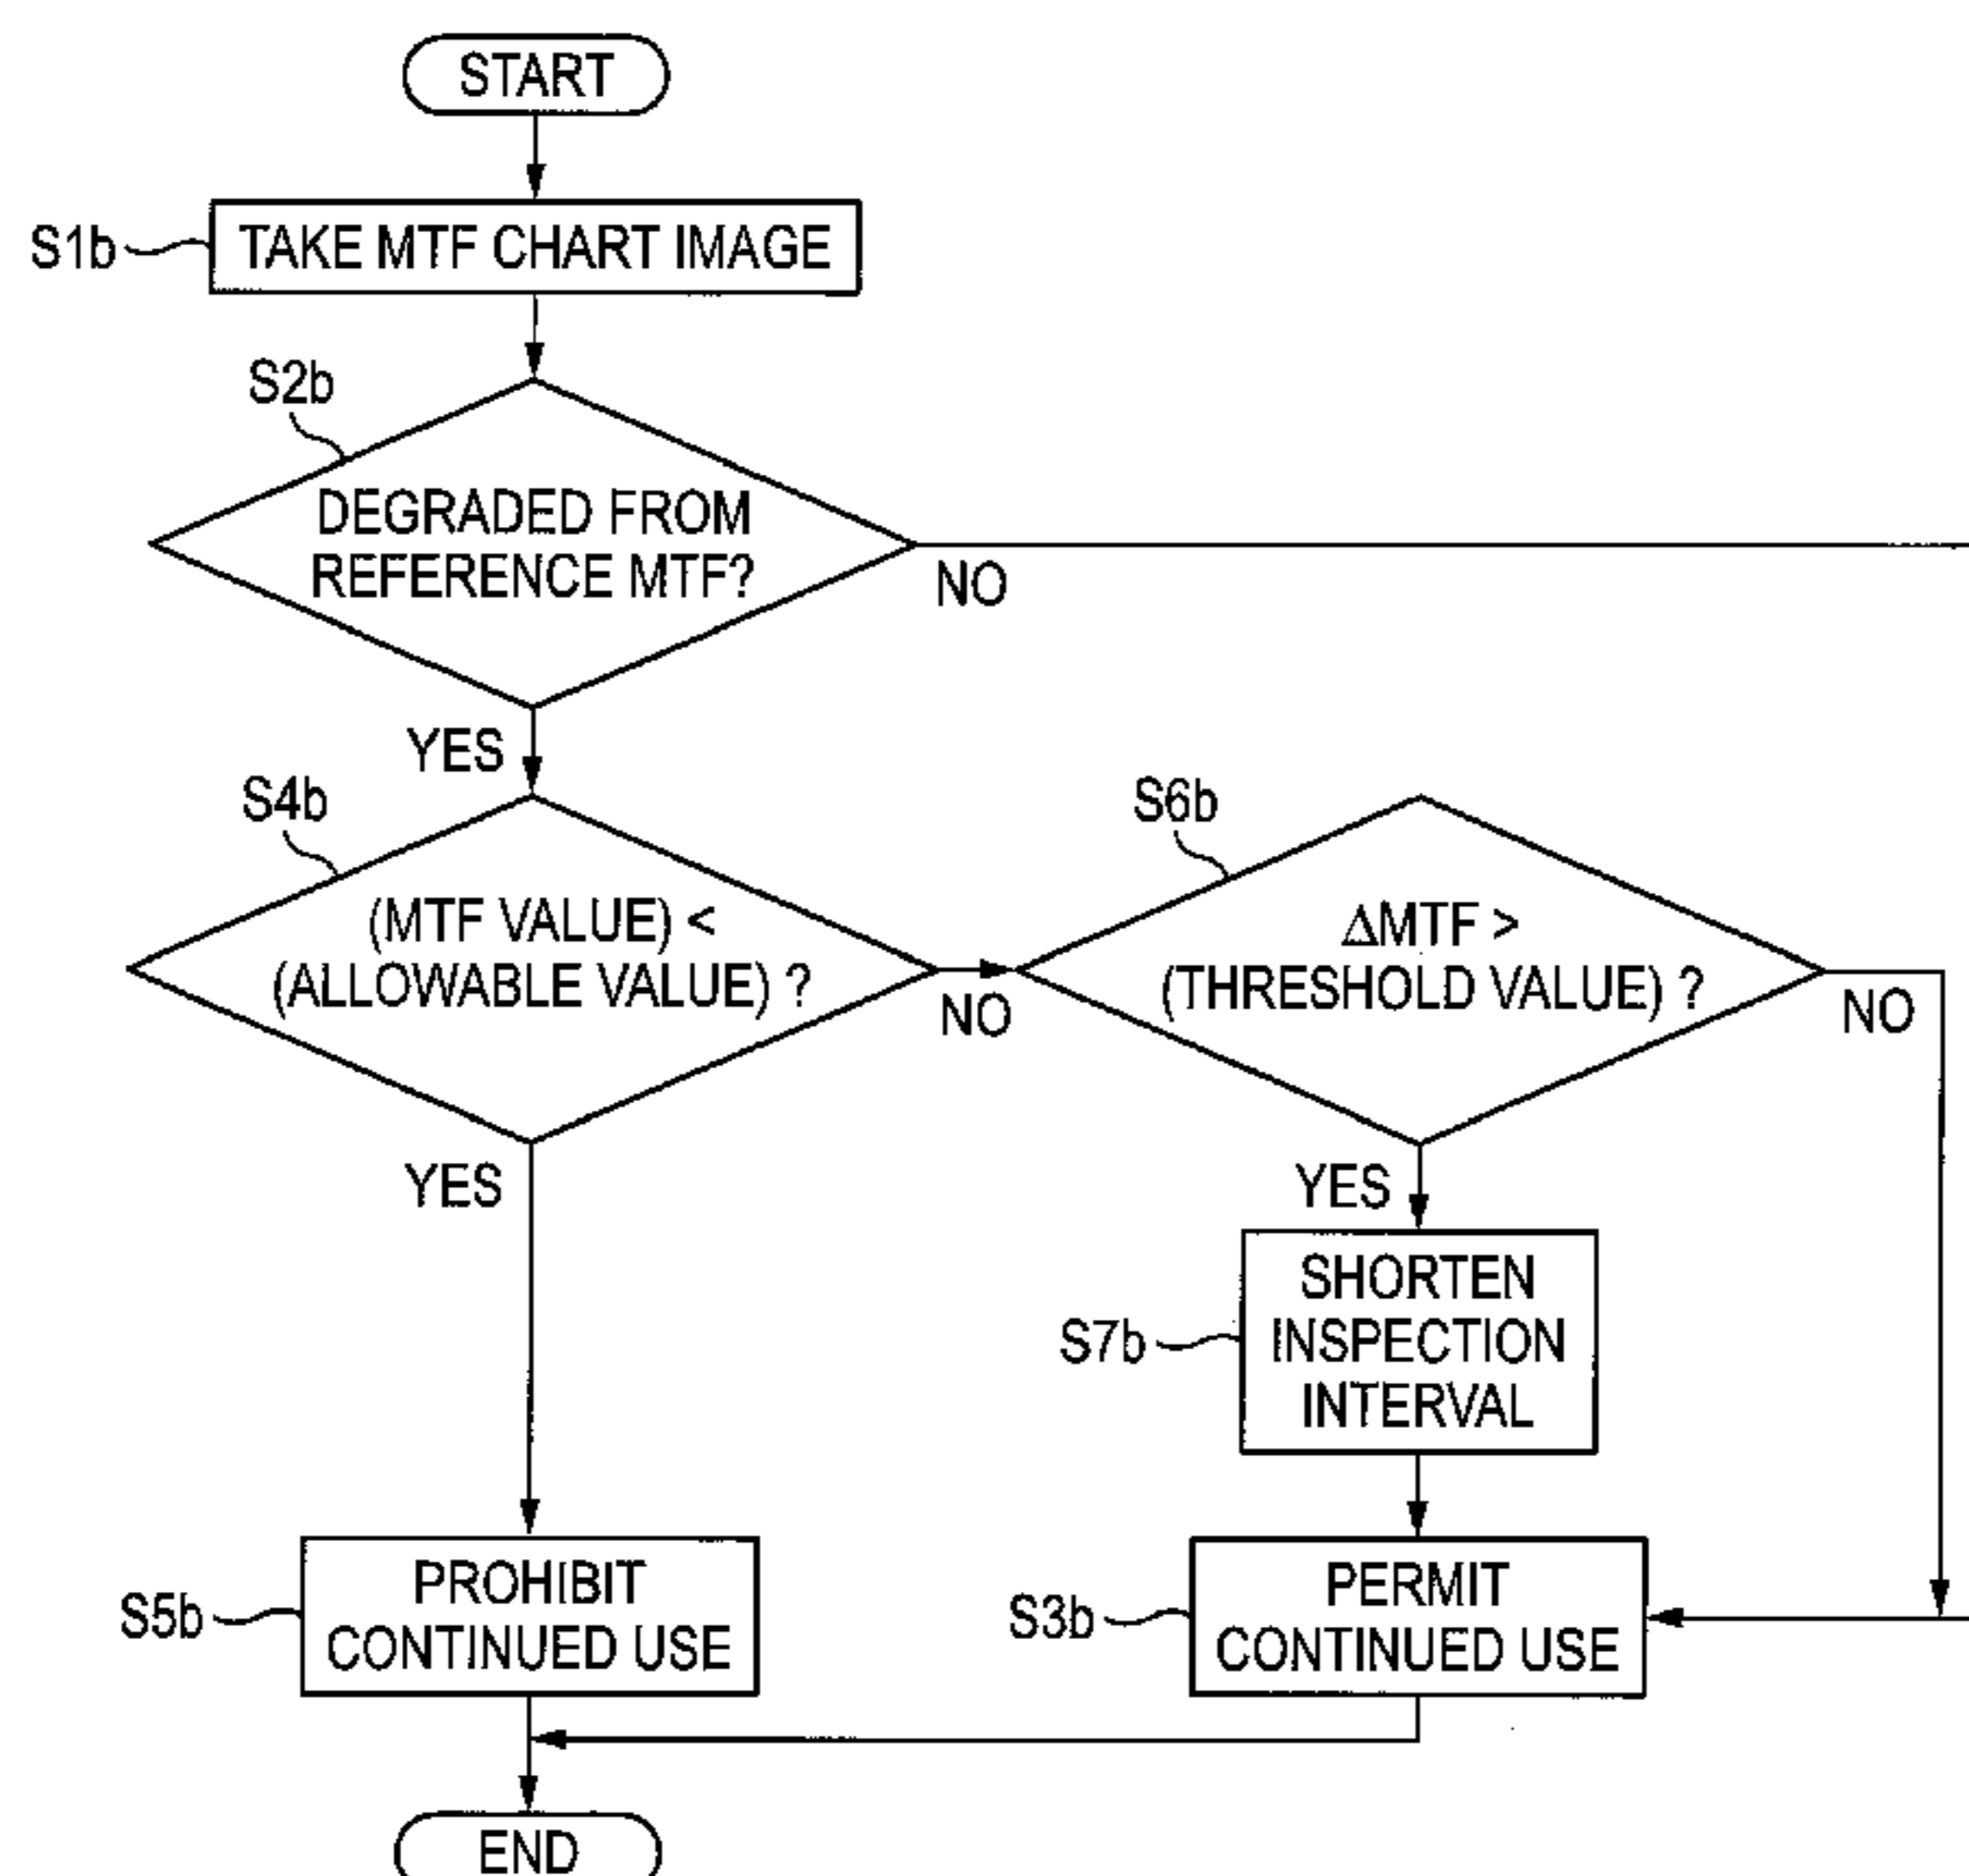 START
S1b
TAKE MTF CHART IMAGE
S2b
DEGRADED FROM
REFERENCE MTF?
NO
YES
S4b
(MTF VALUE) <
(ALLOWABLE VALUE) ?
NO
S6b
ΔMTF >
(THRESHOLD VALUE) ?
NO
YES
YES
SHORTEN
INSPECTION
INTERVAL
S7b
S5b
PROHIBIT
CONTINUED USE
S3b
PERMIT
CONTINUED USE
END